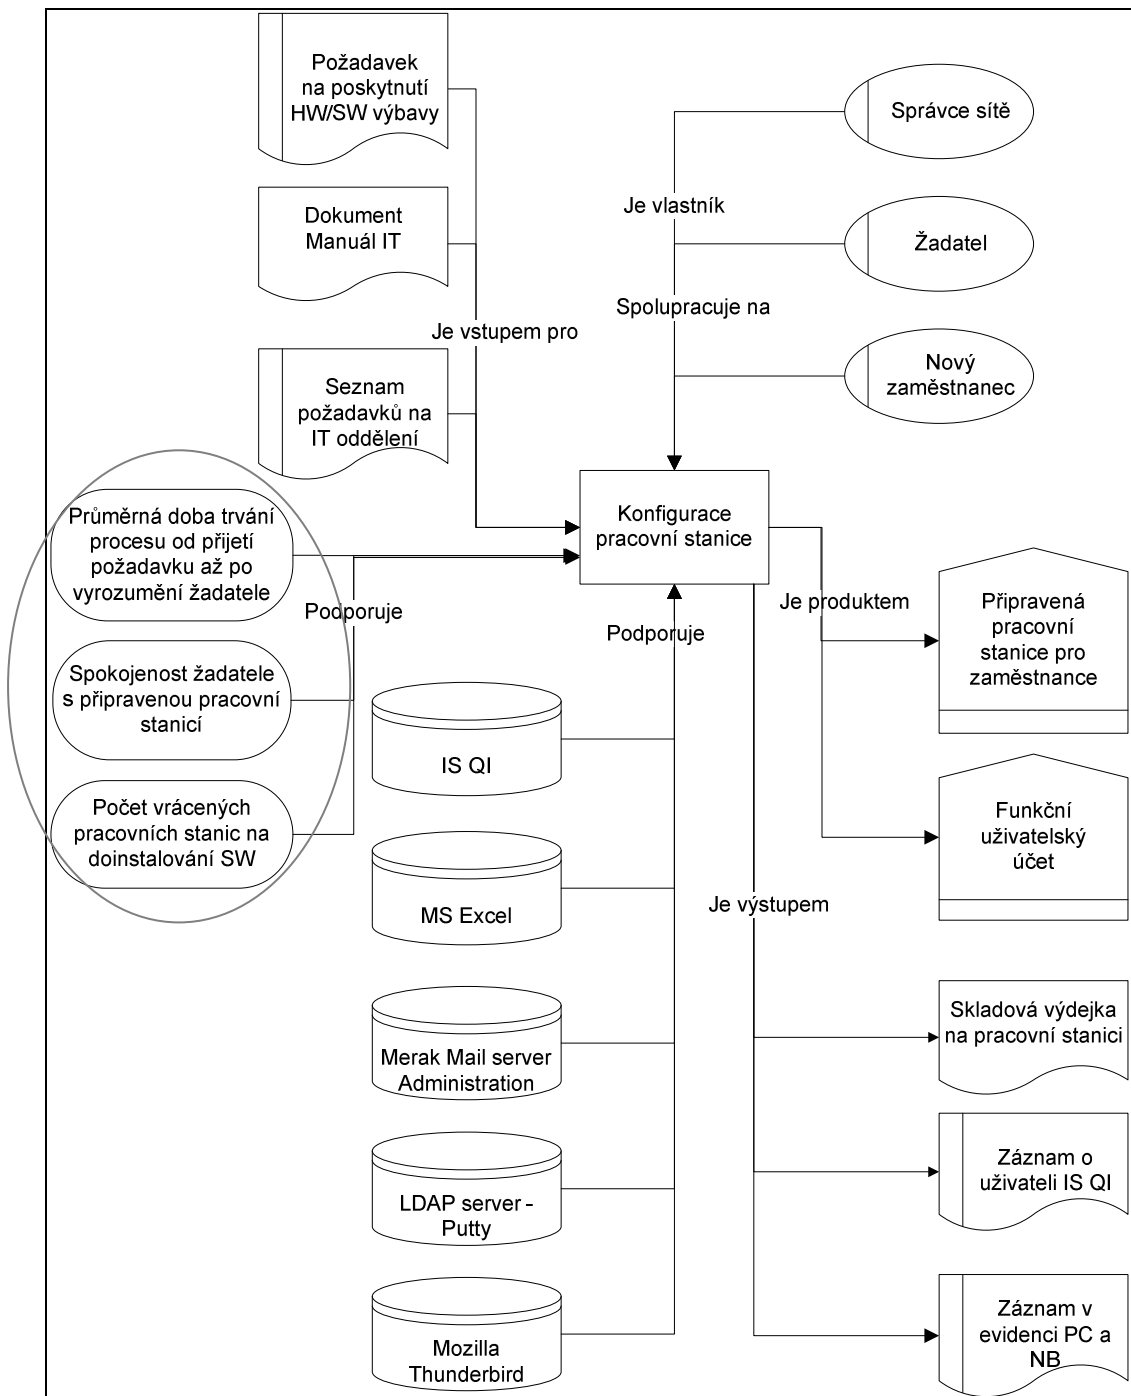 Požadavek
na poskytnutí
HW/SW výbavy
Správce sítě
Je vlastník
Dokument
Manuál IT
Žadatel
Spolupracuje na
Je vstupem pro
Nový
zaměstnanec
Seznam
požadavků na
IT oddělení
Průměrná doba trvání
procesu od přijetí
požadavku až po
vyrozumění žadatele
Konfigurace
pracovní stanice
Podporuje
Podporuje
Je produktem
Připravená
pracovní
stanice pro
zaměstnance
Spokojenost žadatele
s připravenou pracovní
stanicí
IS QI
Počet vrácených
pracovních stanic na
doinstalování SW
Funkční
uživatelský
účet
MS Excel
Je výstupem
Skladová výdejka
na pracovní stanici
Merak Mail server
Administration
Záznam o
uživateli IS QI
LDAP server -
Putty
Záznam v
evidenci PC a
NB
Mozilla
Thunderbird